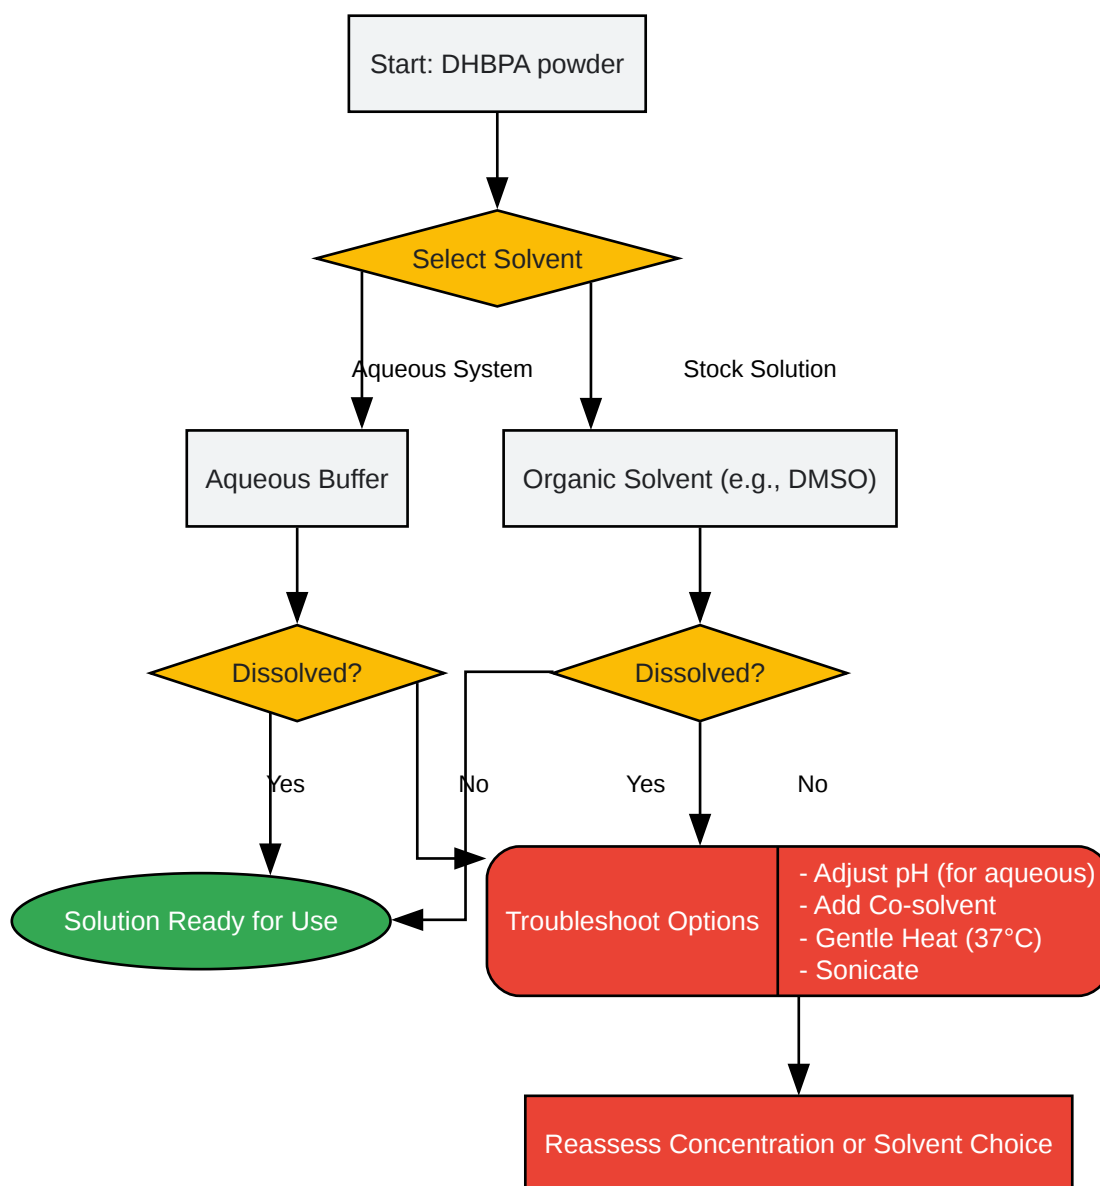 Start: DHBPA powder
Select Solvent
Aqueous System
Stock Solution
Aqueous Buffer
Organic Solvent (e.g., DMSO)
Dissolved?
Dissolved?
Yes
No
Yes
No
Solution Ready for Use
Troubleshoot Options
- Adjust pH (for aqueous)
- Add Co-solvent
- Gentle Heat (37°C)
- Sonicate
Reassess Concentration or Solvent Choice